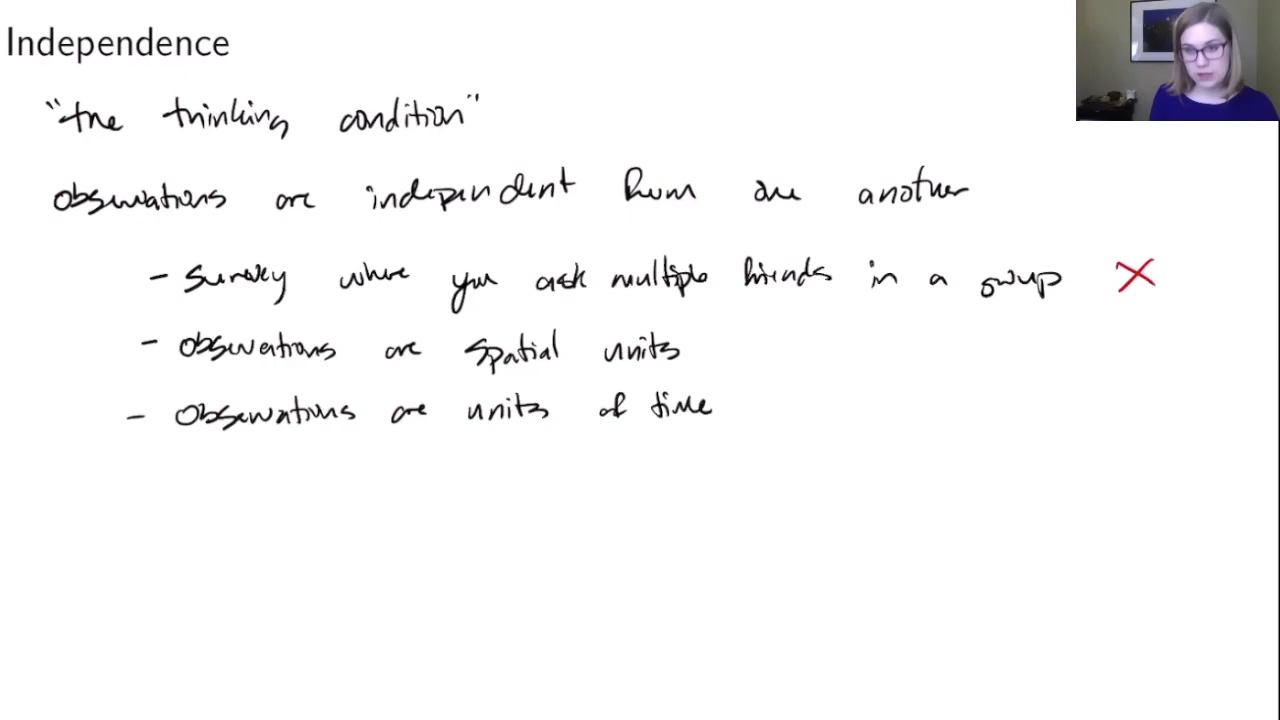 Independence
"the thinking condition"
observations are independent from one another
- survey where you ask multiple friends in a group X
- observations are spatial units
- observations are units of time